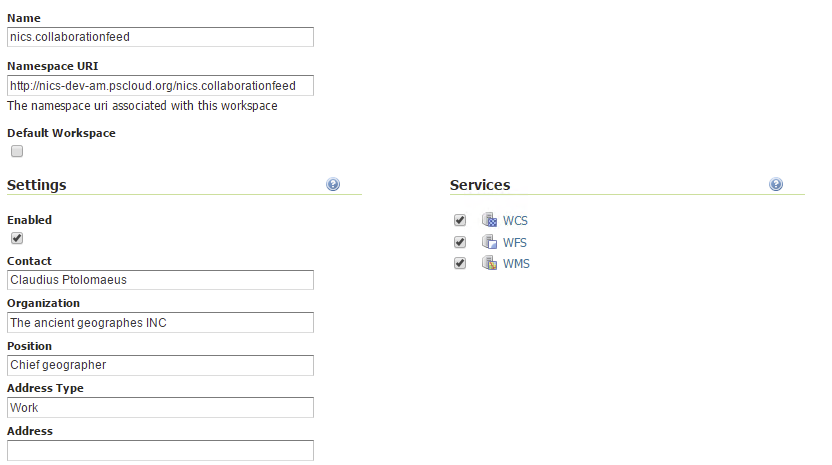 Name
nics.collaborationfeed
Namespace URI
http://nics-dev-am.pscloud.org/nics.collaborationfeed
The namespace uri associated with this workspace
Default Workspace
Settings
Enabled
Contact
Claudius Ptolomaeus
Organization
The ancient geographes INC
Position
Chief geographer
Address Type
Work
Address
Services
WCS
WFS
WMS